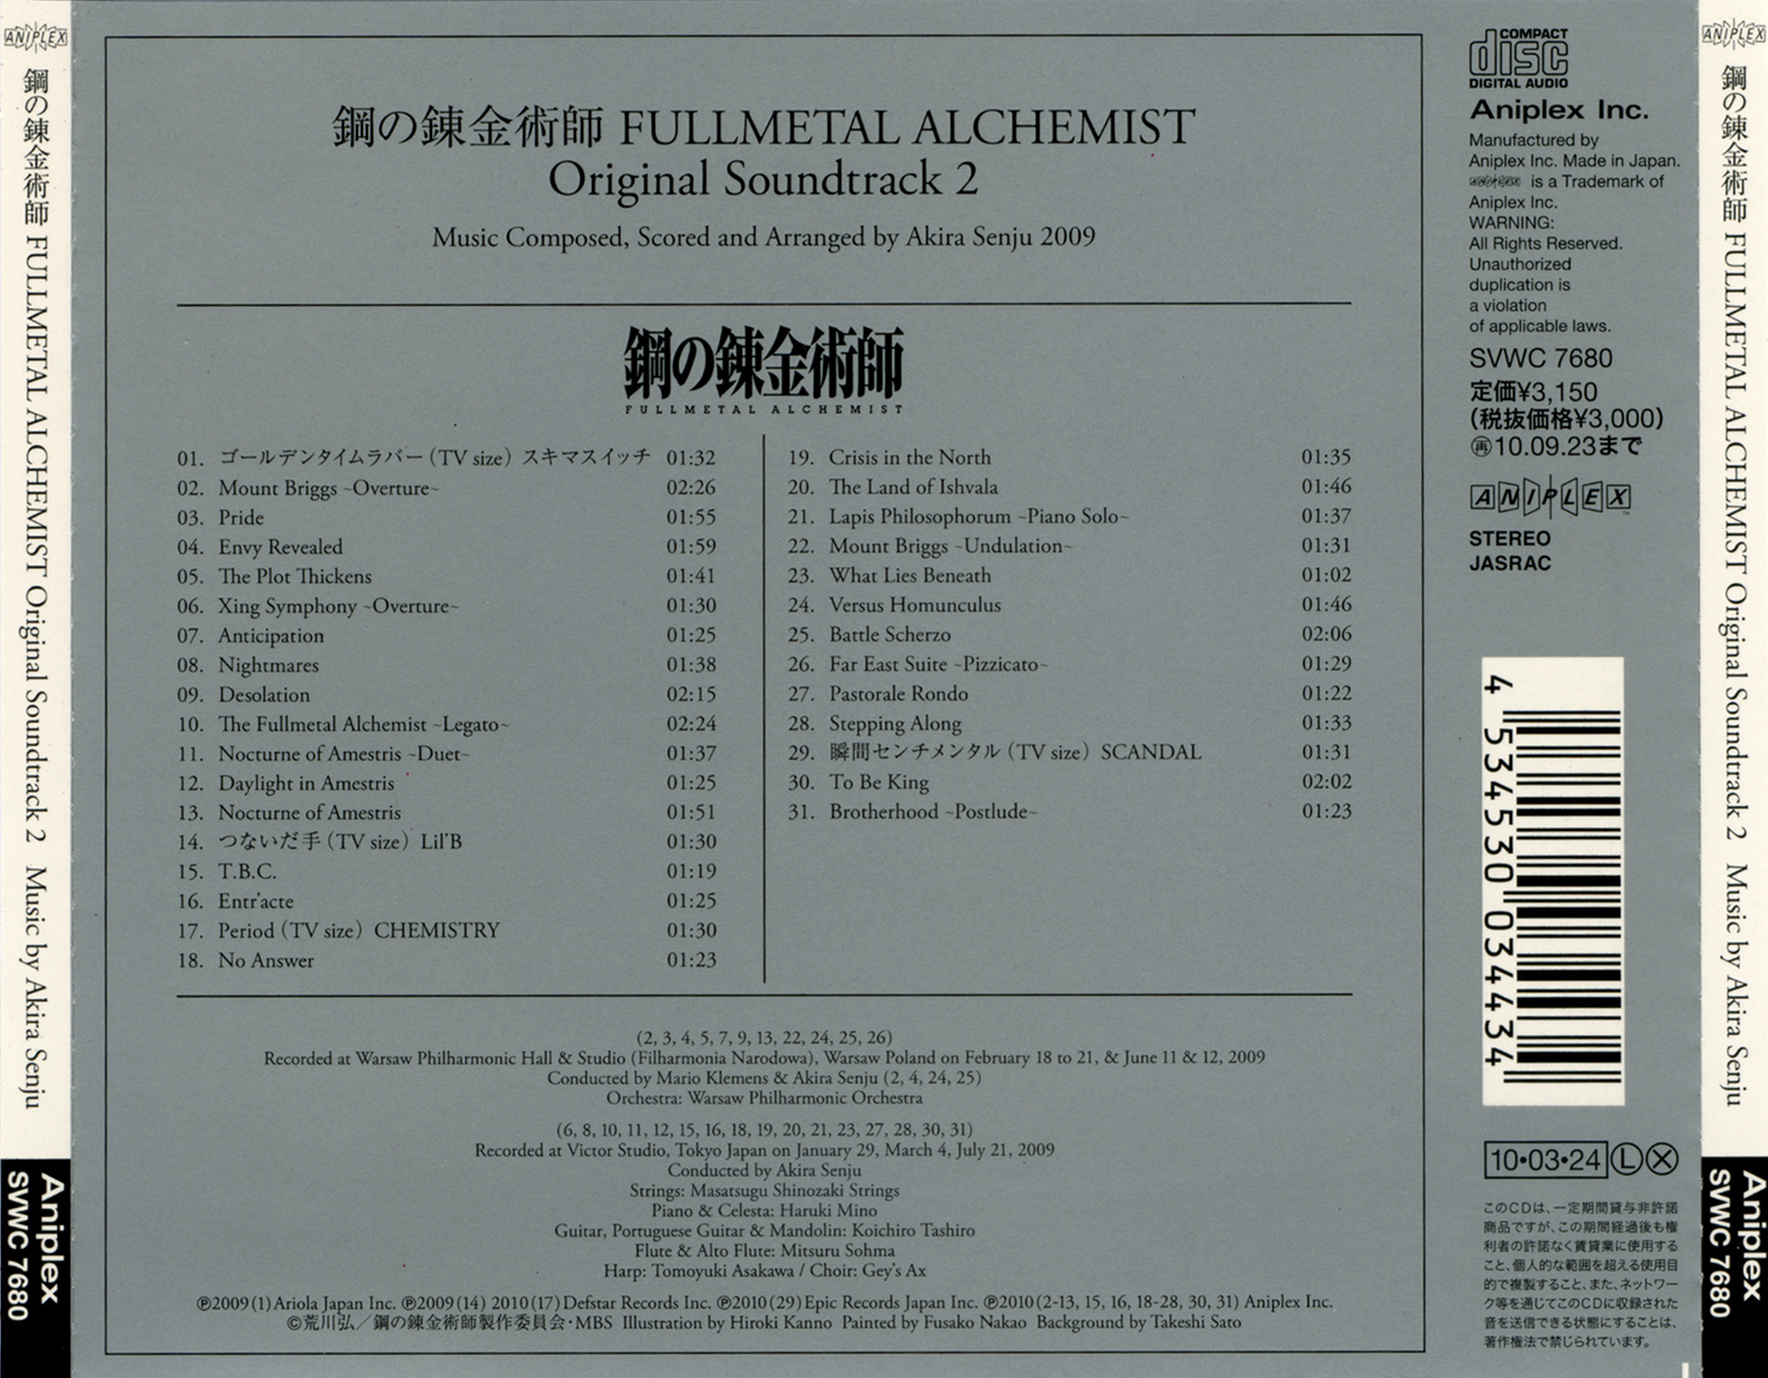 ANIPLEX
鋼の錬金術師 FULLMETAL ALCHEMIST Original Soundtrack 2 Music by Akira Senju
Aniplex
SVWC 7680
鋼の錬金術師 FULLMETAL ALCHEMIST
Original Soundtrack 2
Music Composed, Scored and Arranged by Akira Senju 2009
鋼の錬金術師
FULLMETAL ALCHEMIST
01. ゴールデンタイムラバー(TV size) スキマスイッチ 01:32
02. Mount Briggs ~Overture~ 02:26
03. Pride 01:55
04. Envy Revealed 01:59
05. The Plot Thickens 01:41
06. Xing Symphony ~Overture~ 01:30
07. Anticipation 01:25
08. Nightmares 01:38
09. Desolation 02:15
10. The Fullmetal Alchemist ~Legato~ 02:24
11. Nocturne of Amestris ~Duet~ 01:37
12. Daylight in Amestris 01:25
13. Nocturne of Amestris 01:51
14. つないだ手(TV size) Lil'B 01:30
15. T.B.C. 01:19
16. Entr'acte 01:25
17. Period (TV size) CHEMISTRY 01:30
18. No Answer 01:23
19. Crisis in the North 01:35
20. The Land of Ishvala 01:46
21. Lapis Philosophorum ~Piano Solo~ 01:37
22. Mount Briggs ~Undulation~ 01:31
23. What Lies Beneath 01:02
24. Versus Homunculus 01:46
25. Battle Scherzo 02:06
26. Far East Suite ~Pizzicato~ 01:29
27. Pastorale Rondo 01:22
28. Stepping Along 01:33
29. 瞬間センチメンタル(TV size) SCANDAL 01:31
30. To Be King 02:02
31. Brotherhood ~Postlude~ 01:23
(2, 3, 4, 5, 7, 9, 13, 22, 24, 25, 26)
Recorded at Warsaw Philharmonic Hall & Studio (Filharmonia Narodowa), Warsaw Poland on February 18 to 21, & June 11 & 12, 2009
Conducted by Mario Klemens & Akira Senju (2, 4, 24, 25)
Orchestra: Warsaw Philharmonic Orchestra
(6, 8, 10, 11, 12, 15, 16, 18, 19, 20, 21, 23, 27, 28, 30, 31)
Recorded at Victor Studio, Tokyo Japan on January 29, March 4, July 21, 2009
Conducted by Akira Senju
Strings: Masatsugu Shinozaki Strings
Piano & Celesta: Haruki Mino
Guitar, Portuguese Guitar & Mandolin: Koichiro Tashiro
Flute & Alto Flute: Mitsuru Sohma
Harp: Tomoyuki Asakawa / Choir: Gey's Ax
℗2009(1)Ariola Japan Inc. ℗2009(14) 2010(17)Defstar Records Inc. ℗2010(29)Epic Records Japan Inc. ℗2010(2-13, 15, 16, 18-28, 30, 31) Aniplex Inc.
©荒川弘/鋼の錬金術師製作委員会・MBS Illustration by Hiroki Kanno Painted by Fusako Nakao Background by Takeshi Sato
COMPACT
disc
DIGITAL AUDIO
Aniplex Inc.
Manufactured by
Aniplex Inc. Made in Japan.
ANIPLEX is a Trademark of
Aniplex Inc.
WARNING:
All Rights Reserved.
Unauthorized
duplication is
a violation
of applicable laws.
SVWC 7680
定価¥3,150
(税抜価格¥3,000)
㊢10.09.23まで
ANIPLEX™
STEREO
JASRAC
4 534530 034434
10・03・24 Ⓛ Ⓧ
このCDは、一定期間貸与非許諾
商品ですが、この期間経過後も権
利者の許諾なく賃貸業に使用する
こと、個人的な範囲を超える使用目
的で複製すること、また、ネットワー
ク等を通じてこのCDに収録された
音を送信できる状態にすることは、
著作権法で禁じられています。
ANIPLEX
鋼の錬金術師 FULLMETAL ALCHEMIST Original Soundtrack 2 Music by Akira Senju
Aniplex
SVWC 7680